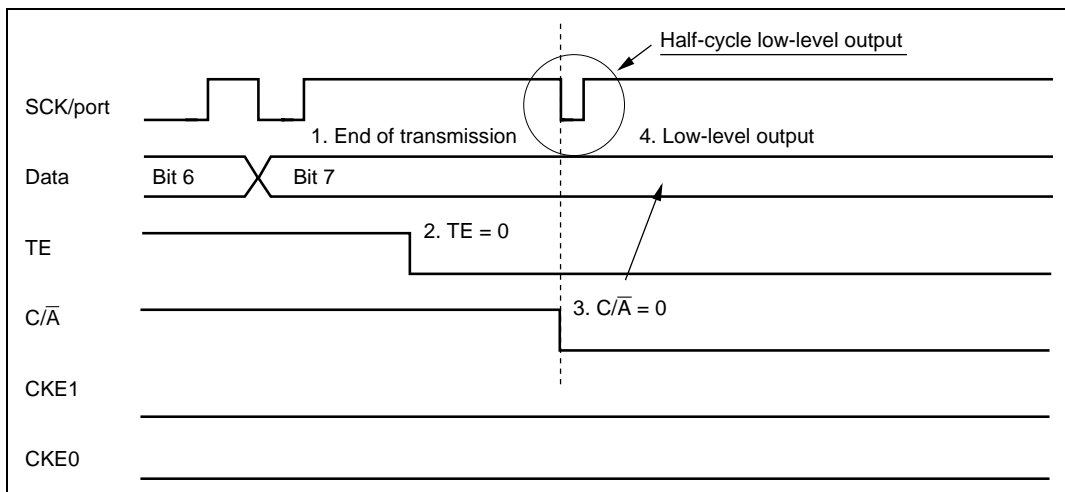 Half-cycle low-level output
SCK/port
1. End of transmission
4. Low-level output
Data
Bit 6
Bit 7
TE
2. TE = 0
C/A̅
3. C/A̅ = 0
CKE1
CKE0